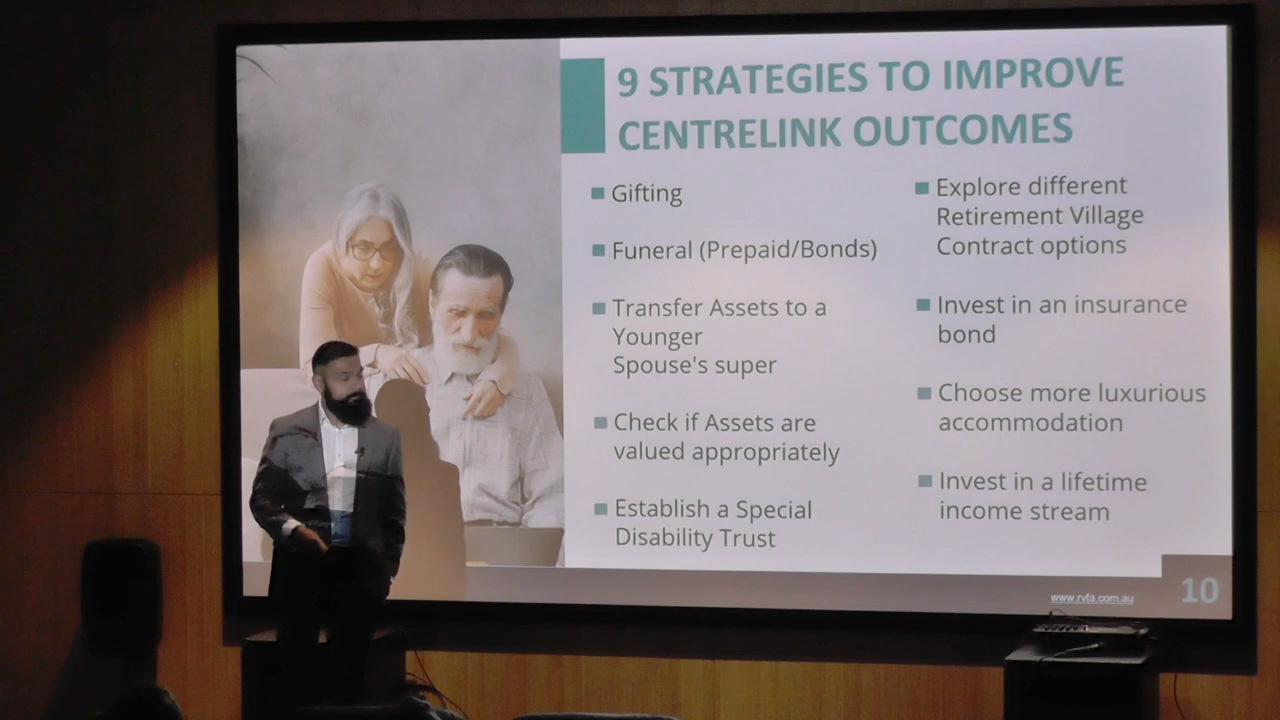 9 STRATEGIES TO IMPROVE
CENTRELINK OUTCOMES
Gifting
Funeral (Prepaid/Bonds)
Transfer Assets to a
Younger
Spouse's super
Check if Assets are
valued appropriately
Establish a Special
Disability Trust
Explore different
Retirement Village
Contract options
Invest in an insurance
bond
Choose more luxurious
accommodation
Invest in a lifetime
income stream
www.rvfa.com.au
10